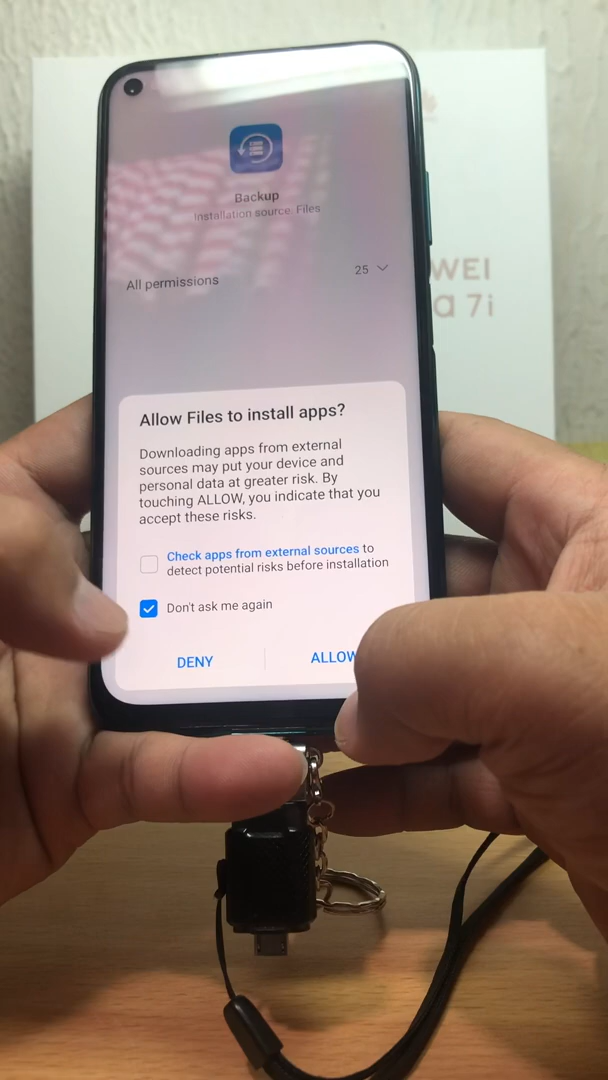 Backup
Installation source: Files
All permissions
25
WEI
a 7i
Allow Files to install apps?
Downloading apps from external
sources may put your device and
personal data at greater risk. By
touching ALLOW, you indicate that you
accept these risks.
Check apps from external sources to
detect potential risks before installation
Don't ask me again
DENY
ALLOW